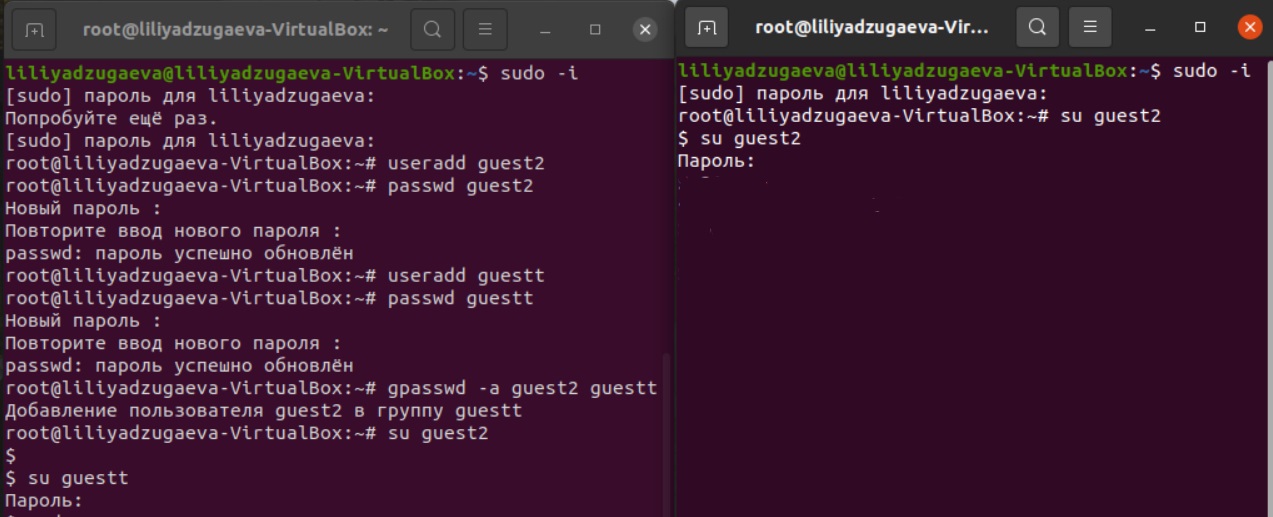 root@liliyadzugaeva-VirtualBox: ~
liliyadzugaeva@liliyadzugaeva-VirtualBox:~$ sudo -i
[sudo] пароль для liliyadzugaeva:
Попробуйте ещё раз.
[sudo] пароль для liliyadzugaeva:
root@liliyadzugaeva-VirtualBox:~# useradd guest2
root@liliyadzugaeva-VirtualBox:~# passwd guest2
Новый пароль :
Повторите ввод нового пароля :
passwd: пароль успешно обновлён
root@liliyadzugaeva-VirtualBox:~# useradd guestt
root@liliyadzugaeva-VirtualBox:~# passwd guestt
Новый пароль :
Повторите ввод нового пароля :
passwd: пароль успешно обновлён
root@liliyadzugaeva-VirtualBox:~# gpasswd -a guest2 guestt
Добавление пользователя guest2 в группу guestt
root@liliyadzugaeva-VirtualBox:~# su guest2
$
$ su guestt
Пароль:
root@liliyadzugaeva-Vir...
liliyadzugaeva@liliyadzugaeva-VirtualBox:~$ sudo -i
[sudo] пароль для liliyadzugaeva:
root@liliyadzugaeva-VirtualBox:~# su guest2
$ su guest2
Пароль: